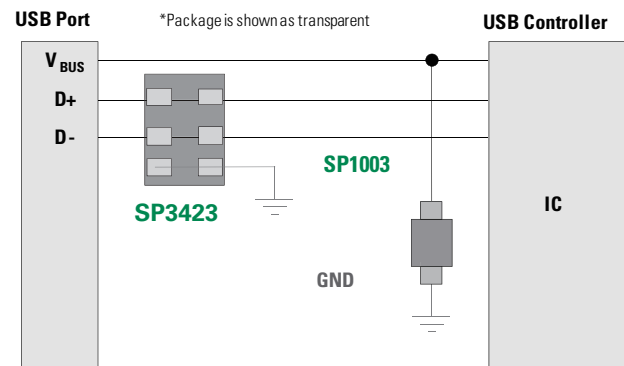 USB Port
*Package is shown as transparent
USB Controller
VBUS
D+
D-
SP1003
SP3423
IC
GND